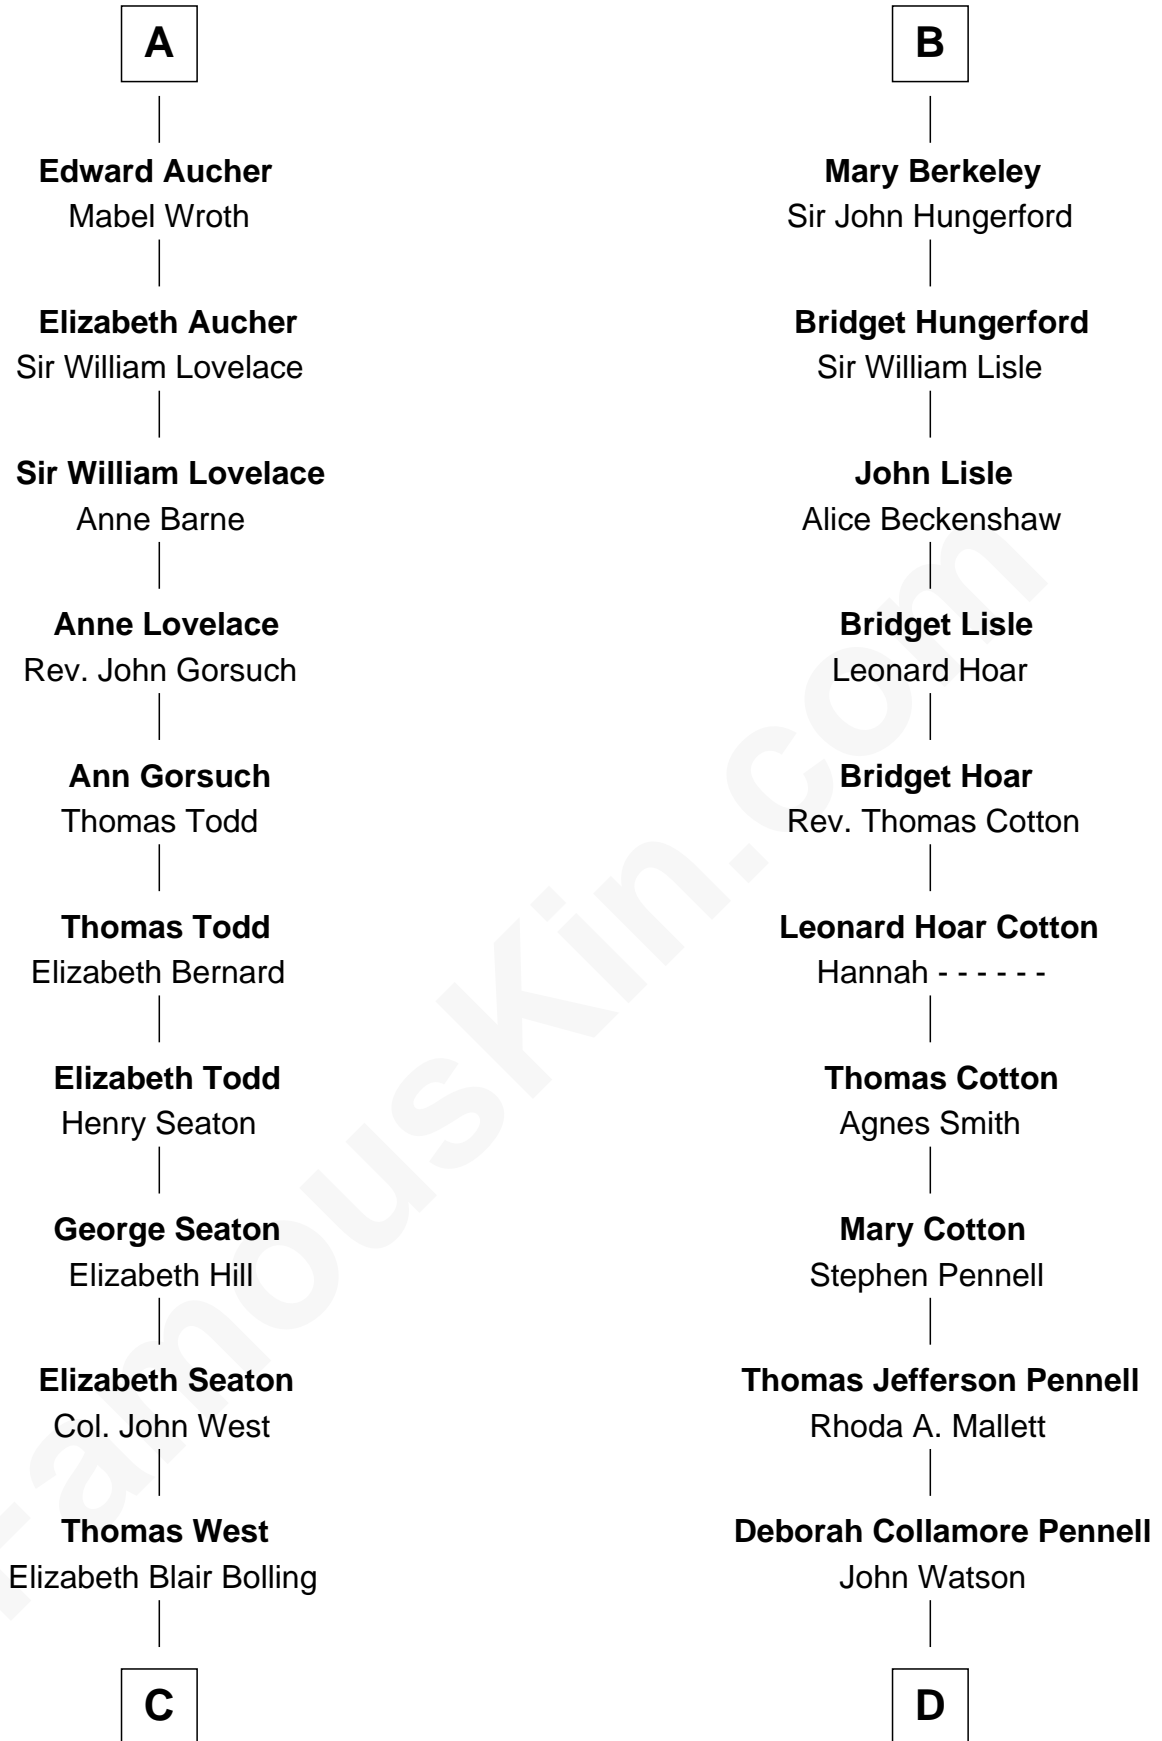 A
Edward Aucher
Mabel Wroth
Elizabeth Aucher
Sir William Lovelace
Sir William Lovelace
Anne Barne
Anne Lovelace
Rev. John Gorsuch
Ann Gorsuch
Thomas Todd
Thomas Todd
Elizabeth Bernard
Elizabeth Todd
Henry Seaton
George Seaton
Elizabeth Hill
Elizabeth Seaton
Col. John West
Thomas West
Elizabeth Blair Bolling
C
B
Mary Berkeley
Sir John Hungerford
Bridget Hungerford
Sir William Lisle
John Lisle
Alice Beckenshaw
Bridget Lisle
Leonard Hoar
Bridget Hoar
Rev. Thomas Cotton
Leonard Hoar Cotton
Hannah - - - - - -
Thomas Cotton
Agnes Smith
Mary Cotton
Stephen Pennell
Thomas Jefferson Pennell
Rhoda A. Mallett
Deborah Collamore Pennell
John Watson
D
FamousKin.com